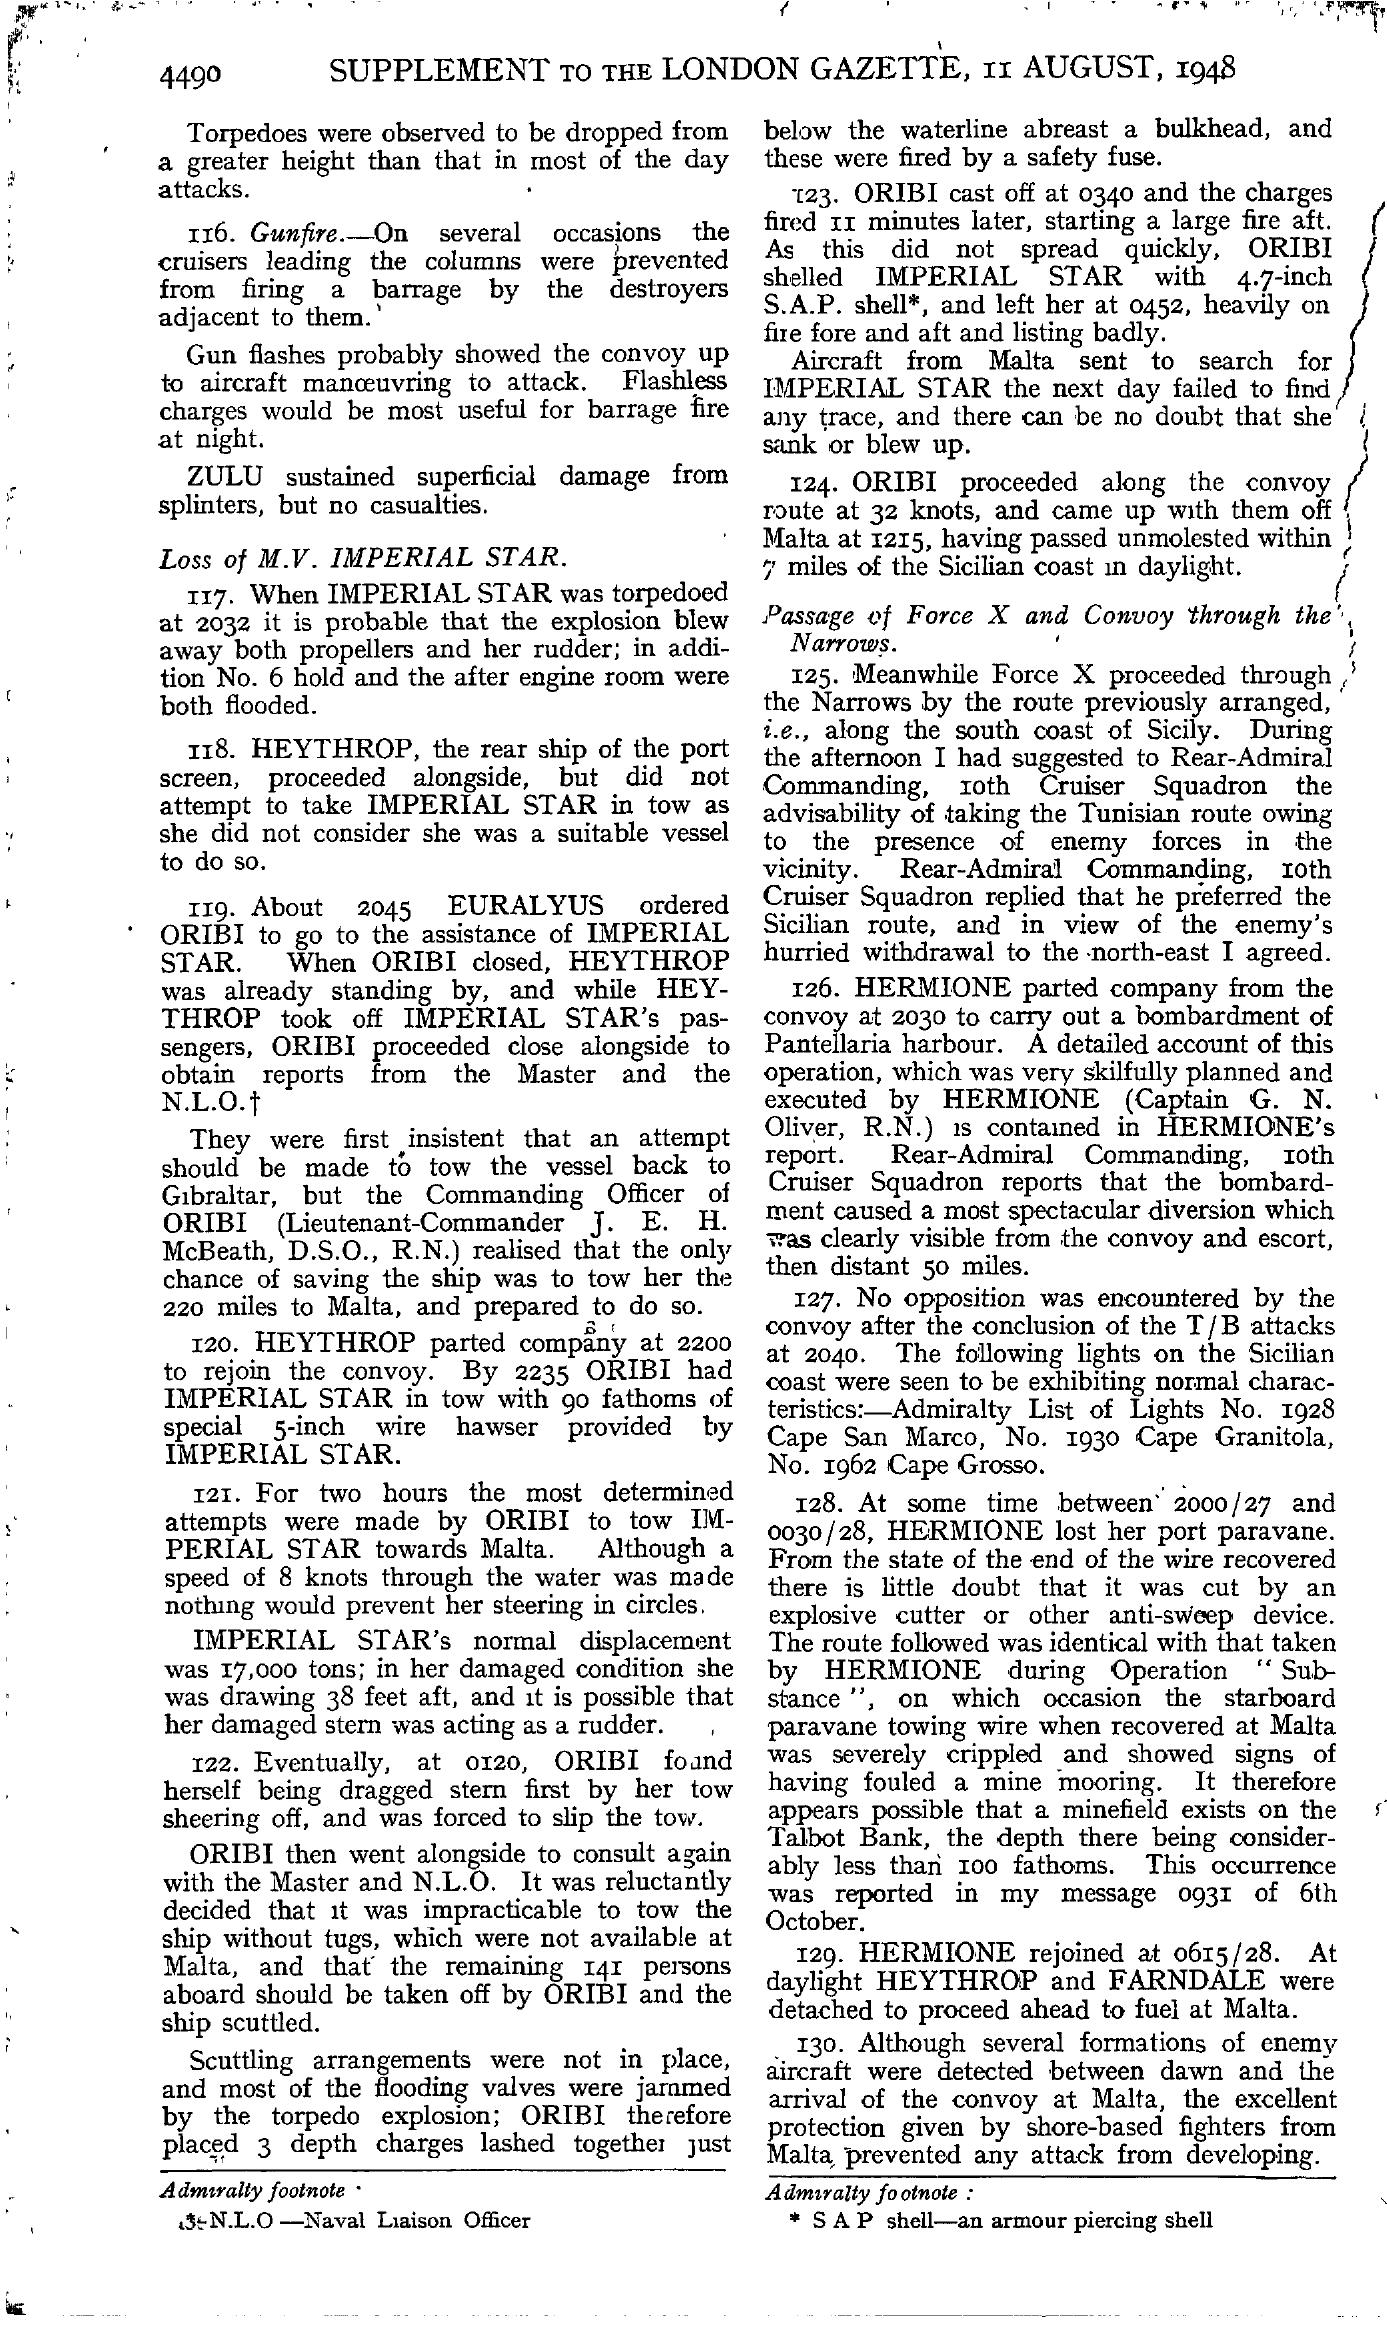 4490 SUPPLEMENT TO THE LONDON GAZETTE, 11 AUGUST, 1948
Torpedoes were observed to be dropped from
a greater height than that in most of the day
attacks.
116. Gunfire.—On several occasions the
cruisers leading the columns were prevented
from firing a barrage by the destroyers
adjacent to them.
Gun flashes probably showed the convoy up
to aircraft manœuvring to attack. Flashless
charges would be most useful for barrage fire
at night.
ZULU sustained superficial damage from
splinters, but no casualties.
Loss of M.V. IMPERIAL STAR.
117. When IMPERIAL STAR was torpedoed
at 2032 it is probable that the explosion blew
away both propellers and her rudder; in addi-
tion No. 6 hold and the after engine room were
both flooded.
118. HEYTHROP, the rear ship of the port
screen, proceeded alongside, but did not
attempt to take IMPERIAL STAR in tow as
she did not consider she was a suitable vessel
to do so.
119. About 2045 EURALYUS ordered
ORIBI to go to the assistance of IMPERIAL
STAR. When ORIBI closed, HEYTHROP
was already standing by, and while HEY-
THROP took off IMPERIAL STAR's pas-
sengers, ORIBI proceeded close alongside to
obtain reports from the Master and the
N.L.O.†
They were first insistent that an attempt
should be made to tow the vessel back to
Gibraltar, but the Commanding Officer of
ORIBI (Lieutenant-Commander J. E. H.
McBeath, D.S.O., R.N.) realised that the only
chance of saving the ship was to tow her the
220 miles to Malta, and prepared to do so.
120. HEYTHROP parted company at 2200
to rejoin the convoy. By 2235 ORIBI had
IMPERIAL STAR in tow with 90 fathoms of
special 5-inch wire hawser provided by
IMPERIAL STAR.
121. For two hours the most determined
attempts were made by ORIBI to tow IM-
PERIAL STAR towards Malta. Although a
speed of 8 knots through the water was made
nothing would prevent her steering in circles.
IMPERIAL STAR's normal displacement
was 17,000 tons; in her damaged condition she
was drawing 38 feet aft, and it is possible that
her damaged stern was acting as a rudder.
122. Eventually, at 0120, ORIBI found
herself being dragged stern first by her tow
sheering off, and was forced to slip the tow.
ORIBI then went alongside to consult again
with the Master and N.L.O. It was reluctantly
decided that it was impracticable to tow the
ship without tugs, which were not available at
Malta, and that the remaining 141 persons
aboard should be taken off by ORIBI and the
ship scuttled.
Scuttling arrangements were not in place,
and most of the flooding valves were jammed
by the torpedo explosion; ORIBI therefore
placed 3 depth charges lashed together just
Admiralty footnote
N.L.O —Naval Liaison Officer
below the waterline abreast a bulkhead, and
these were fired by a safety fuse.
123. ORIBI cast off at 0340 and the charges
fired 11 minutes later, starting a large fire aft.
As this did not spread quickly, ORIBI
shelled IMPERIAL STAR with 4.7-inch
S.A.P. shell*, and left her at 0452, heavily on
fire fore and aft and listing badly.
Aircraft from Malta sent to search for
IMPERIAL STAR the next day failed to find
any trace, and there can be no doubt that she
sank or blew up.
124. ORIBI proceeded along the convoy
route at 32 knots, and came up with them off
Malta at 1215, having passed unmolested within
7 miles of the Sicilian coast in daylight.
Passage of Force X and Convoy through the
Narrows.
125. Meanwhile Force X proceeded through
the Narrows by the route previously arranged,
i.e., along the south coast of Sicily. During
the afternoon I had suggested to Rear-Admiral
Commanding, 10th Cruiser Squadron the
advisability of taking the Tunisian route owing
to the presence of enemy forces in the
vicinity. Rear-Admiral Commanding, 10th
Cruiser Squadron replied that he preferred the
Sicilian route, and in view of the enemy's
hurried withdrawal to the north-east I agreed.
126. HERMIONE parted company from the
convoy at 2030 to carry out a bombardment of
Pantellaria harbour. A detailed account of this
operation, which was very skilfully planned and
executed by HERMIONE (Captain G. N.
Oliver, R.N.) is contained in HERMIONE's
report. Rear-Admiral Commanding, 10th
Cruiser Squadron reports that the bombard-
ment caused a most spectacular diversion which
was clearly visible from the convoy and escort,
then distant 50 miles.
127. No opposition was encountered by the
convoy after the conclusion of the T/B attacks
at 2040. The following lights on the Sicilian
coast were seen to be exhibiting normal charac-
teristics:—Admiralty List of Lights No. 1928
Cape San Marco, No. 1930 Cape Granitola,
No. 1962 Cape Grosso.
128. At some time between 2000/27 and
0030/28, HERMIONE lost her port paravane.
From the state of the end of the wire recovered
there is little doubt that it was cut by an
explosive cutter or other anti-sweep device.
The route followed was identical with that taken
by HERMIONE during Operation "Sub-
stance", on which occasion the starboard
paravane towing wire when recovered at Malta
was severely crippled and showed signs of
having fouled a mine mooring. It therefore
appears possible that a minefield exists on the
Talbot Bank, the depth there being consider-
ably less than 100 fathoms. This occurrence
was reported in my message 0931 of 6th
October.
129. HERMIONE rejoined at 0615/28. At
daylight HEYTHROP and FARNDALE were
detached to proceed ahead to fuel at Malta.
130. Although several formations of enemy
aircraft were detected between dawn and the
arrival of the convoy at Malta, the excellent
protection given by shore-based fighters from
Malta, prevented any attack from developing.
Admiralty footnote :
* S A P shell—an armour piercing shell